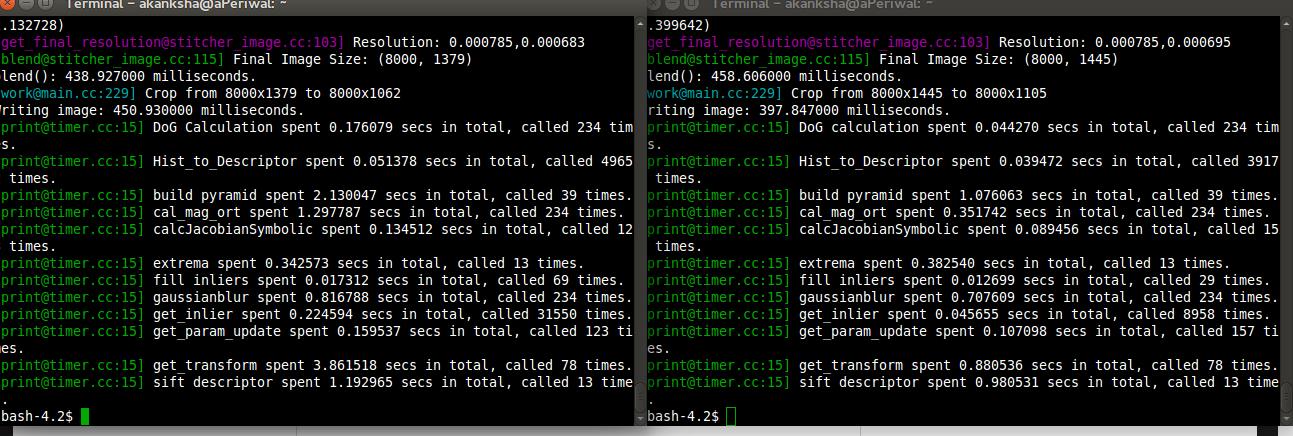 Terminal – akanksha@aPeriwal: ~
.132728)
get_final_resolution@stitcher_image.cc:103] Resolution: 0.000785,0.000683
blend@stitcher_image.cc:115] Final Image Size: (8000, 1379)
lend(): 438.927000 milliseconds.
work@main.cc:229] Crop from 8000x1379 to 8000x1062
riting image: 450.930000 milliseconds.
print@timer.cc:15] DoG Calculation spent 0.176079 secs in total, called 234 tim
s.
print@timer.cc:15] Hist_to_Descriptor spent 0.051378 secs in total, called 4965
times.
print@timer.cc:15] build pyramid spent 2.130047 secs in total, called 39 times.
print@timer.cc:15] cal_mag_ort spent 1.297787 secs in total, called 234 times.
print@timer.cc:15] calcJacobianSymbolic spent 0.134512 secs in total, called 12
times.
print@timer.cc:15] extrema spent 0.342573 secs in total, called 13 times.
print@timer.cc:15] fill inliers spent 0.017312 secs in total, called 69 times.
print@timer.cc:15] gaussianblur spent 0.816788 secs in total, called 234 times.
print@timer.cc:15] get_inlier spent 0.224594 secs in total, called 31550 times.
print@timer.cc:15] get_param_update spent 0.159537 secs in total, called 123 ti
es.
print@timer.cc:15] get_transform spent 3.861518 secs in total, called 78 times.
print@timer.cc:15] sift descriptor spent 1.192965 secs in total, called 13 time
.
bash-4.2$
Terminal – akanksha@aPeriwal: ~
.399642)
get_final_resolution@stitcher_image.cc:103] Resolution: 0.000785,0.000695
blend@stitcher_image.cc:115] Final Image Size: (8000, 1445)
lend(): 458.606000 milliseconds.
work@main.cc:229] Crop from 8000x1445 to 8000x1105
riting image: 397.847000 milliseconds.
print@timer.cc:15] DoG calculation spent 0.044270 secs in total, called 234 tim
s.
print@timer.cc:15] Hist_to_Descriptor spent 0.039472 secs in total, called 3917
times.
print@timer.cc:15] build pyramid spent 1.076063 secs in total, called 39 times.
print@timer.cc:15] cal_mag_ort spent 0.351742 secs in total, called 234 times.
print@timer.cc:15] calcJacobianSymbolic spent 0.089456 secs in total, called 15
times.
print@timer.cc:15] extrema spent 0.382540 secs in total, called 13 times.
print@timer.cc:15] fill inliers spent 0.012699 secs in total, called 29 times.
print@timer.cc:15] gaussianblur spent 0.707609 secs in total, called 234 times.
print@timer.cc:15] get_inlier spent 0.045655 secs in total, called 8958 times.
print@timer.cc:15] get_param_update spent 0.107098 secs in total, called 157 ti
es.
print@timer.cc:15] get_transform spent 0.880536 secs in total, called 78 times.
print@timer.cc:15] sift descriptor spent 0.980531 secs in total, called 13 time
.
bash-4.2$